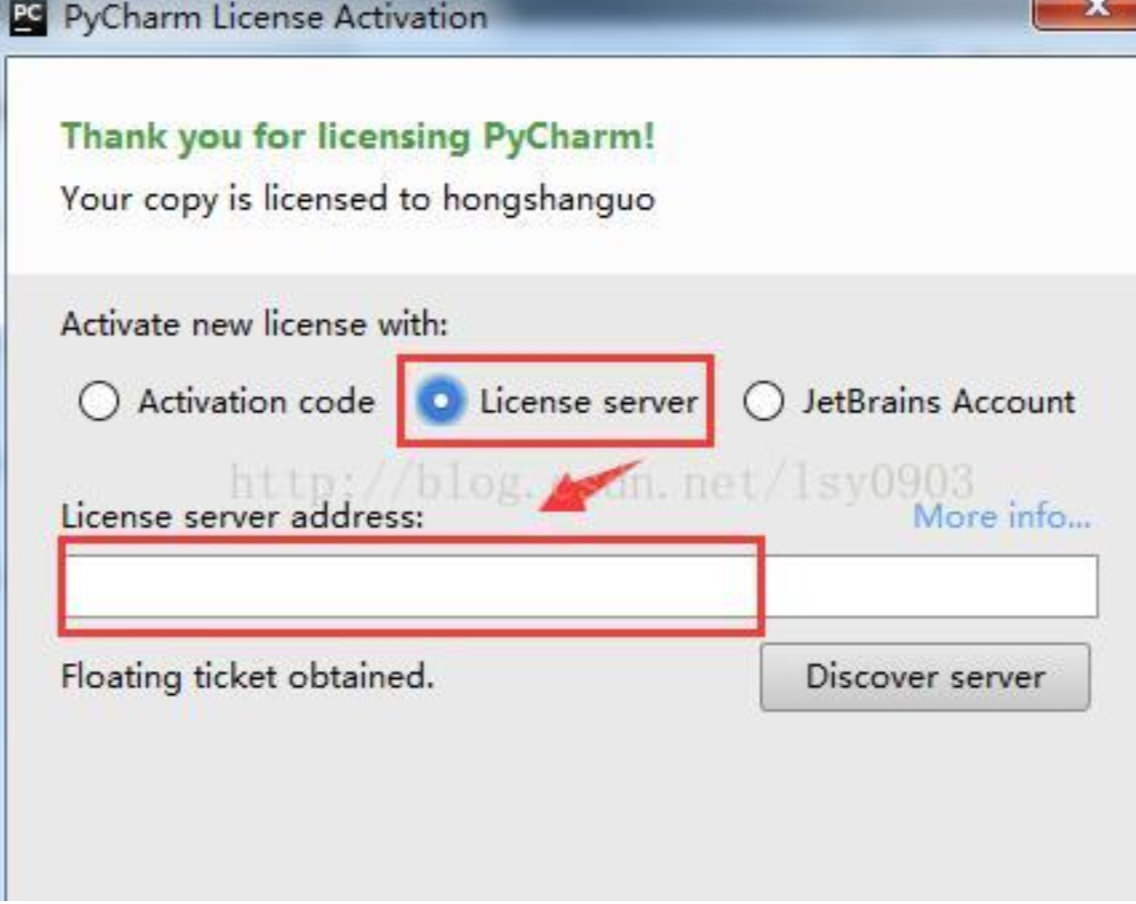 PC PyCharm License Activation
x
Thank you for licensing PyCharm!
Your copy is licensed to hongshanguo
Activate new license with:
Activation code License server JetBrains Account
http://blog.csdn.net/lsy0903
License server address: More info...
Floating ticket obtained. Discover server